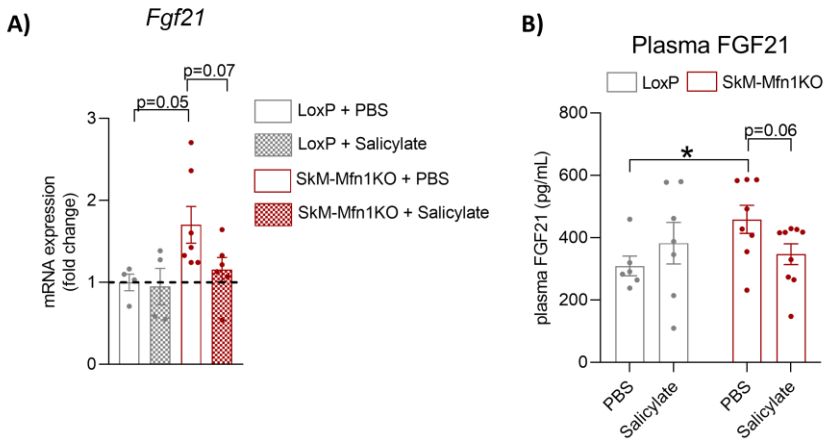 A)
Fgf21
p=0.07
p=0.05
3
2
1
0
mRNA expression
(fold change)
LoxP + PBS
LoxP + Salicylate
SkM-Mfn1KO + PBS
SkM-Mfn1KO + Salicylate
B)
Plasma FGF21
LoxP
SkM-Mfn1KO
800
600
400
200
0
plasma FGF21 (pg/mL)
*
p=0.06
PBS
Salicylate
PBS
Salicylate